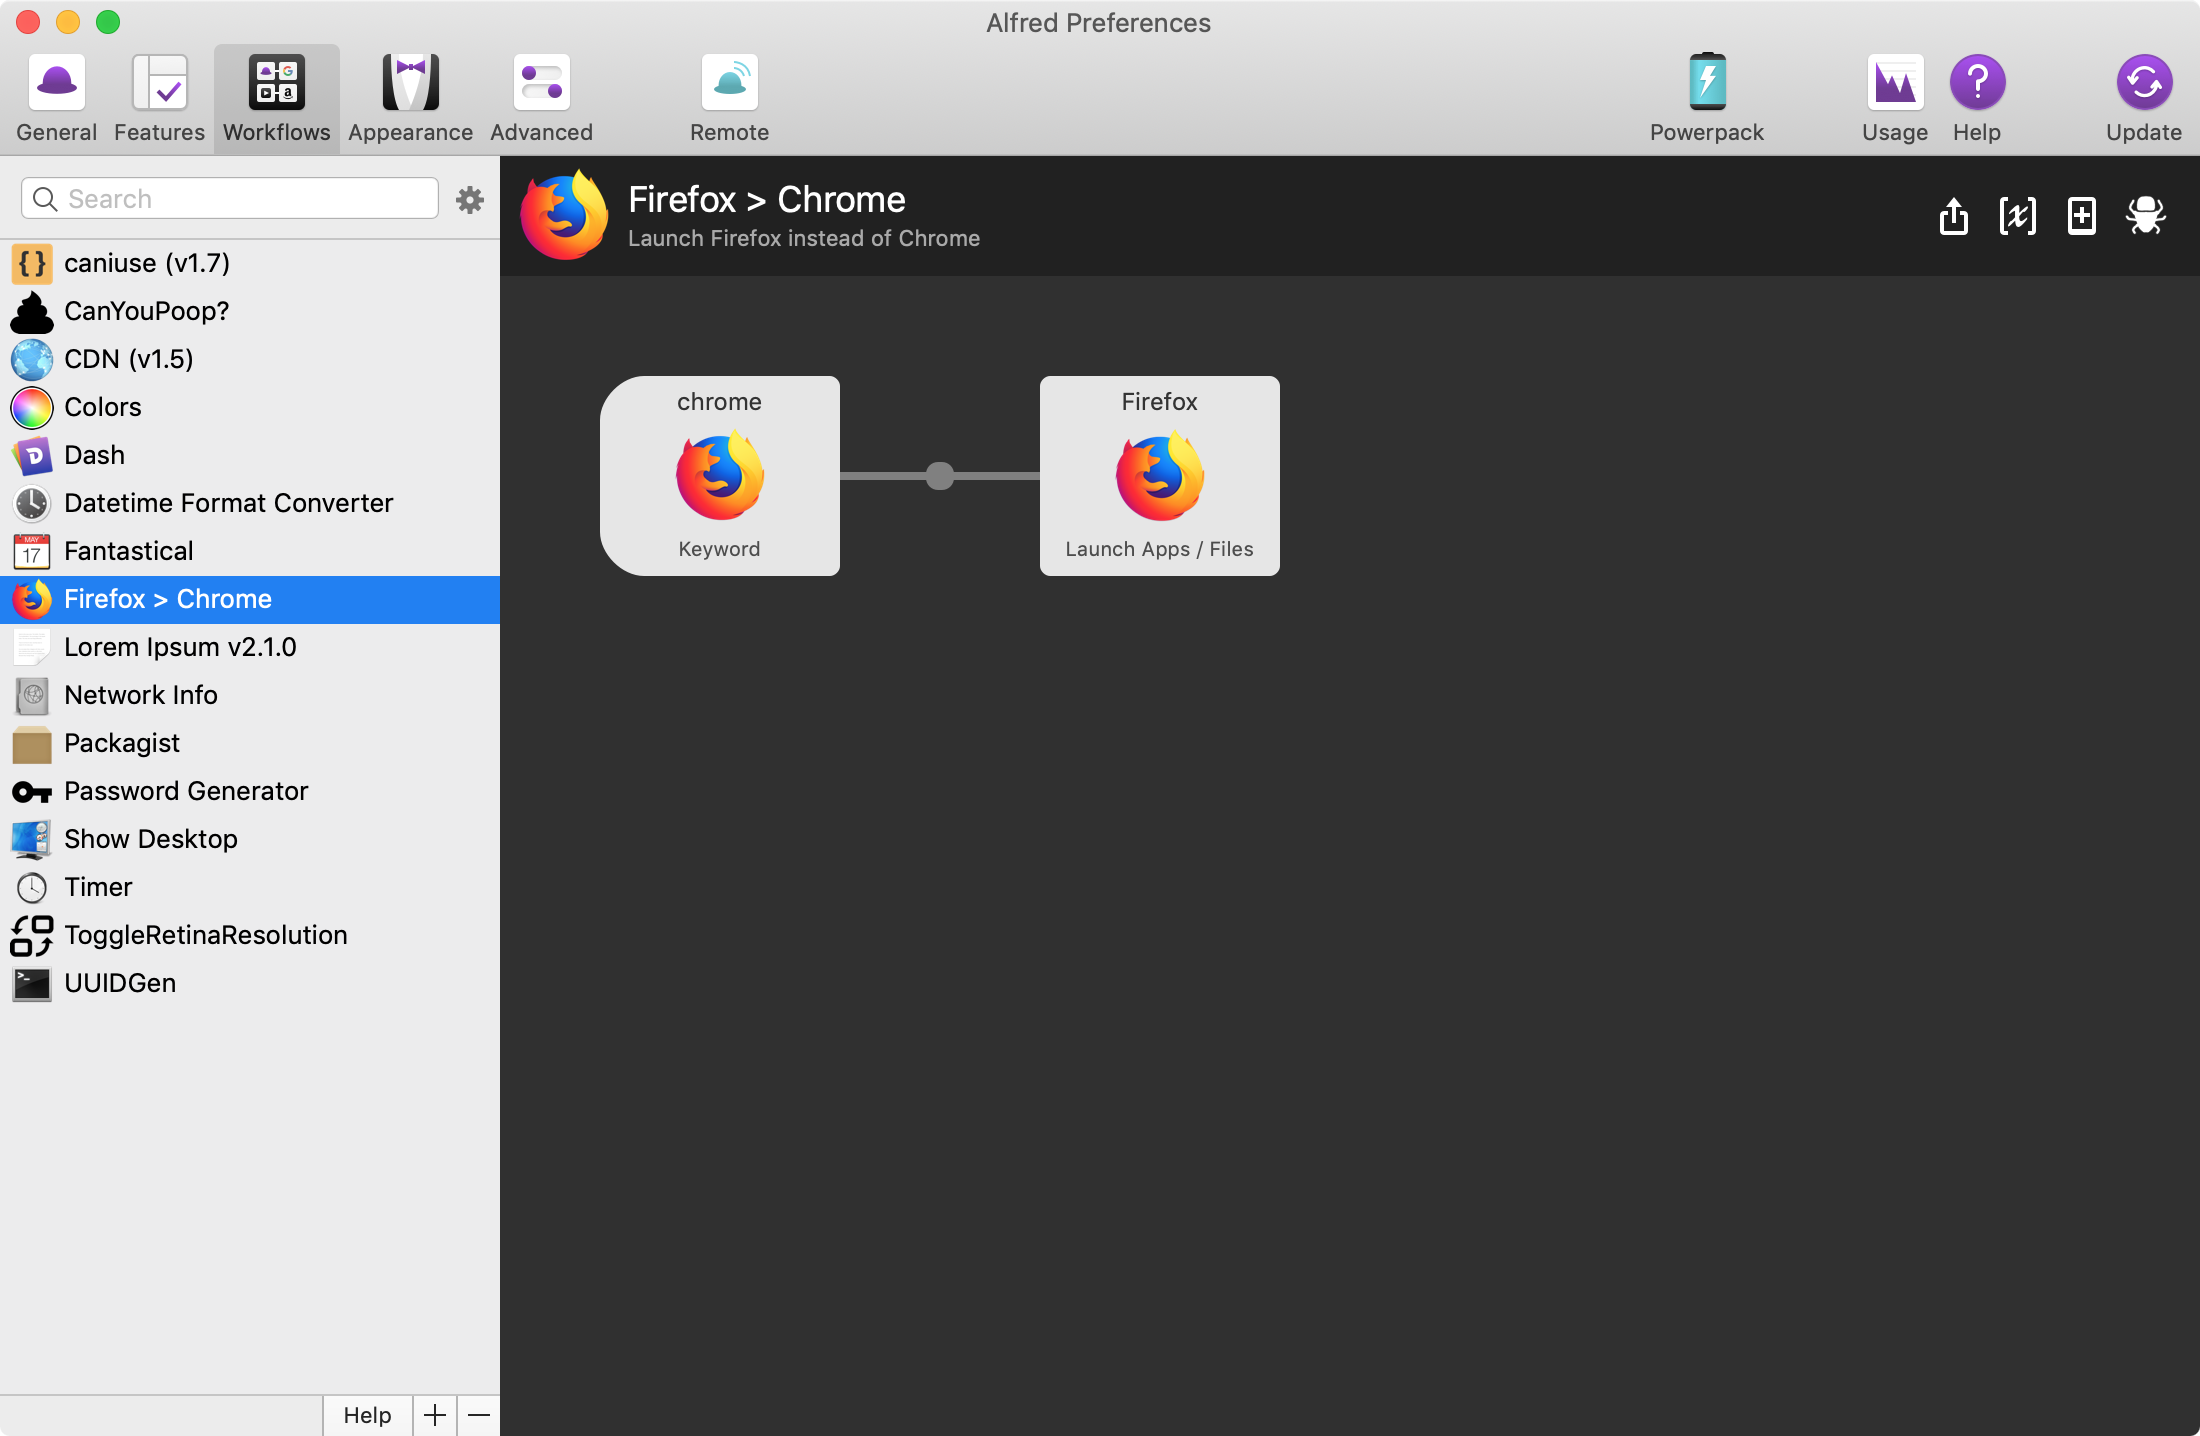 Alfred Preferences
General
Features
Workflows
Appearance
Advanced
Remote
Powerpack
Usage
Help
Update
Search
caniuse (v1.7)
CanYouPoop?
CDN (v1.5)
Colors
Dash
Datetime Format Converter
Fantastical
MAY
17
Firefox > Chrome
Lorem Ipsum v2.1.0
Network Info
Packagist
Password Generator
Show Desktop
Timer
ToggleRetinaResolution
UUIDGen
Help
Firefox > Chrome
Launch Firefox instead of Chrome
chrome
Keyword
Firefox
Launch Apps / Files